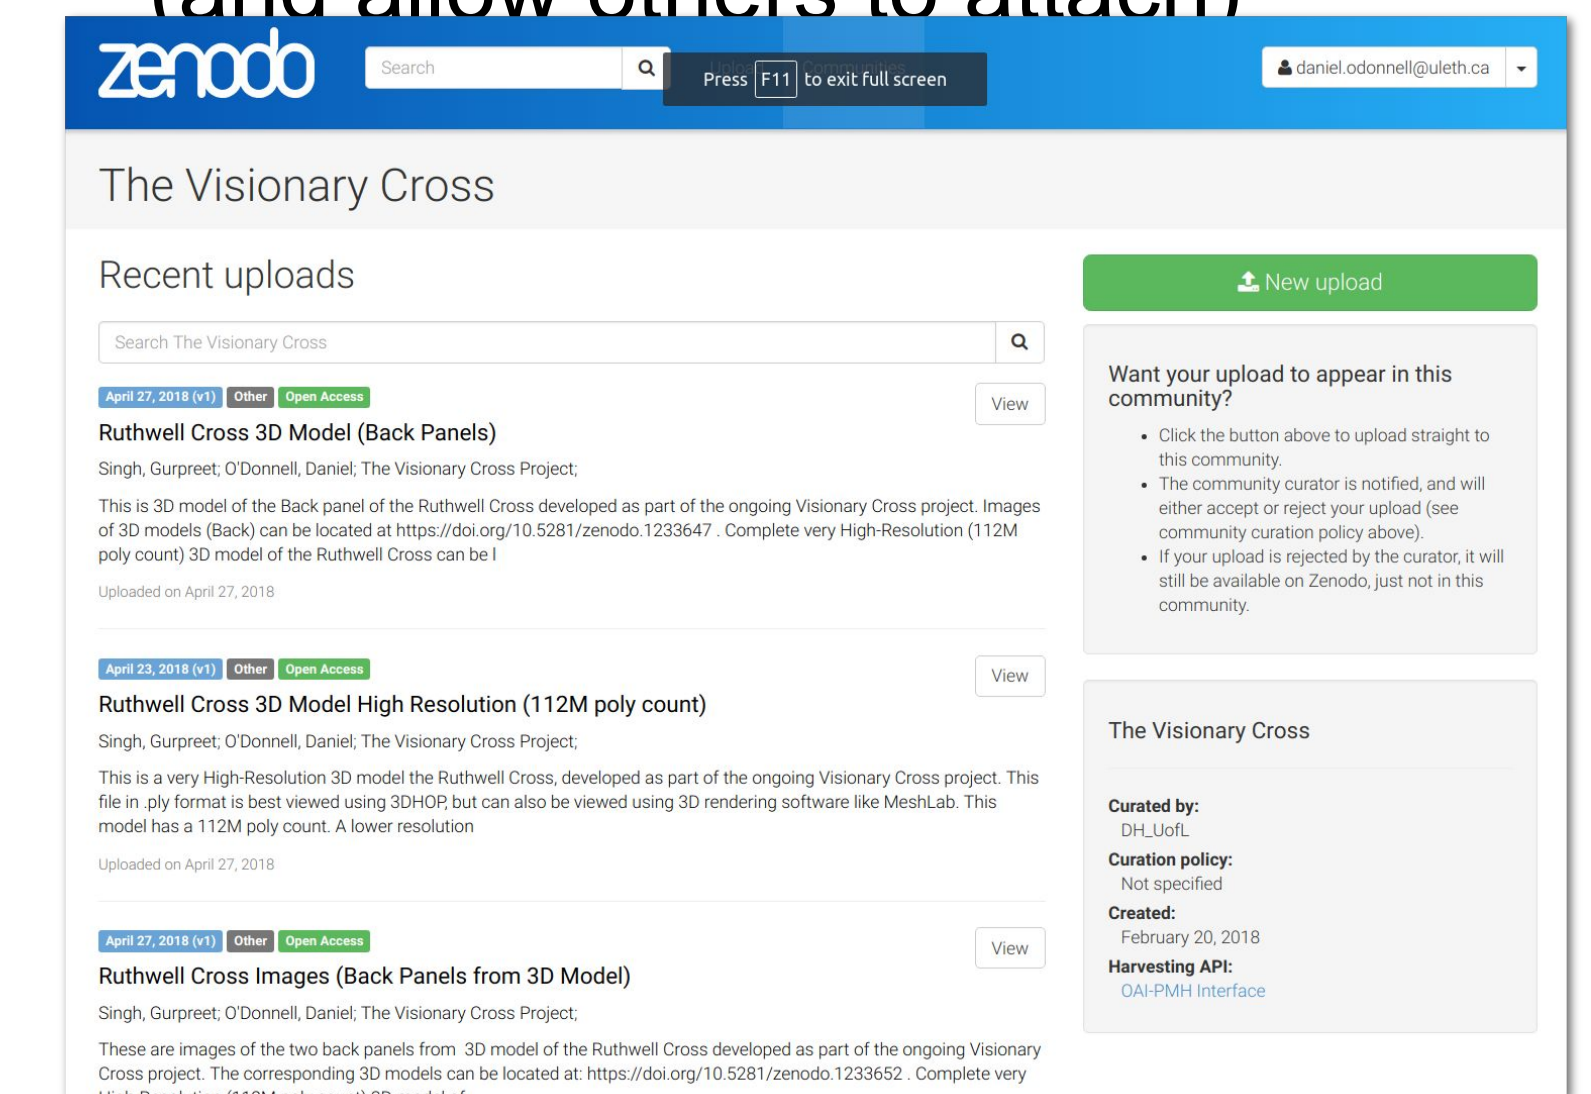 (and allow others to attach)
zenodo
Search
Upload Communities
Press F11 to exit full screen
daniel.odonnell@uleth.ca
The Visionary Cross
Recent uploads
Search The Visionary Cross
April 27, 2018 (v1) Other Open Access
View
Ruthwell Cross 3D Model (Back Panels)
Singh, Gurpreet; O'Donnell, Daniel; The Visionary Cross Project;
This is 3D model of the Back panel of the Ruthwell Cross developed as part of the ongoing Visionary Cross project. Images
of 3D models (Back) can be located at https://doi.org/10.5281/zenodo.1233647 . Complete very High-Resolution (112M
poly count) 3D model of the Ruthwell Cross can be l
Uploaded on April 27, 2018
April 23, 2018 (v1) Other Open Access
View
Ruthwell Cross 3D Model High Resolution (112M poly count)
Singh, Gurpreet; O'Donnell, Daniel; The Visionary Cross Project;
This is a very High-Resolution 3D model the Ruthwell Cross, developed as part of the ongoing Visionary Cross project. This
file in .ply format is best viewed using 3DHOP, but can also be viewed using 3D rendering software like MeshLab. This
model has a 112M poly count. A lower resolution
Uploaded on April 27, 2018
April 27, 2018 (v1) Other Open Access
View
Ruthwell Cross Images (Back Panels from 3D Model)
Singh, Gurpreet; O'Donnell, Daniel; The Visionary Cross Project;
These are images of the two back panels from 3D model of the Ruthwell Cross developed as part of the ongoing Visionary
Cross project. The corresponding 3D models can be located at: https://doi.org/10.5281/zenodo.1233652 . Complete very
New upload
Want your upload to appear in this
community?
• Click the button above to upload straight to
this community.
• The community curator is notified, and will
either accept or reject your upload (see
community curation policy above).
• If your upload is rejected by the curator, it will
still be available on Zenodo, just not in this
community.
The Visionary Cross
Curated by:
DH_UofL
Curation policy:
Not specified
Created:
February 20, 2018
Harvesting API:
OAI-PMH Interface